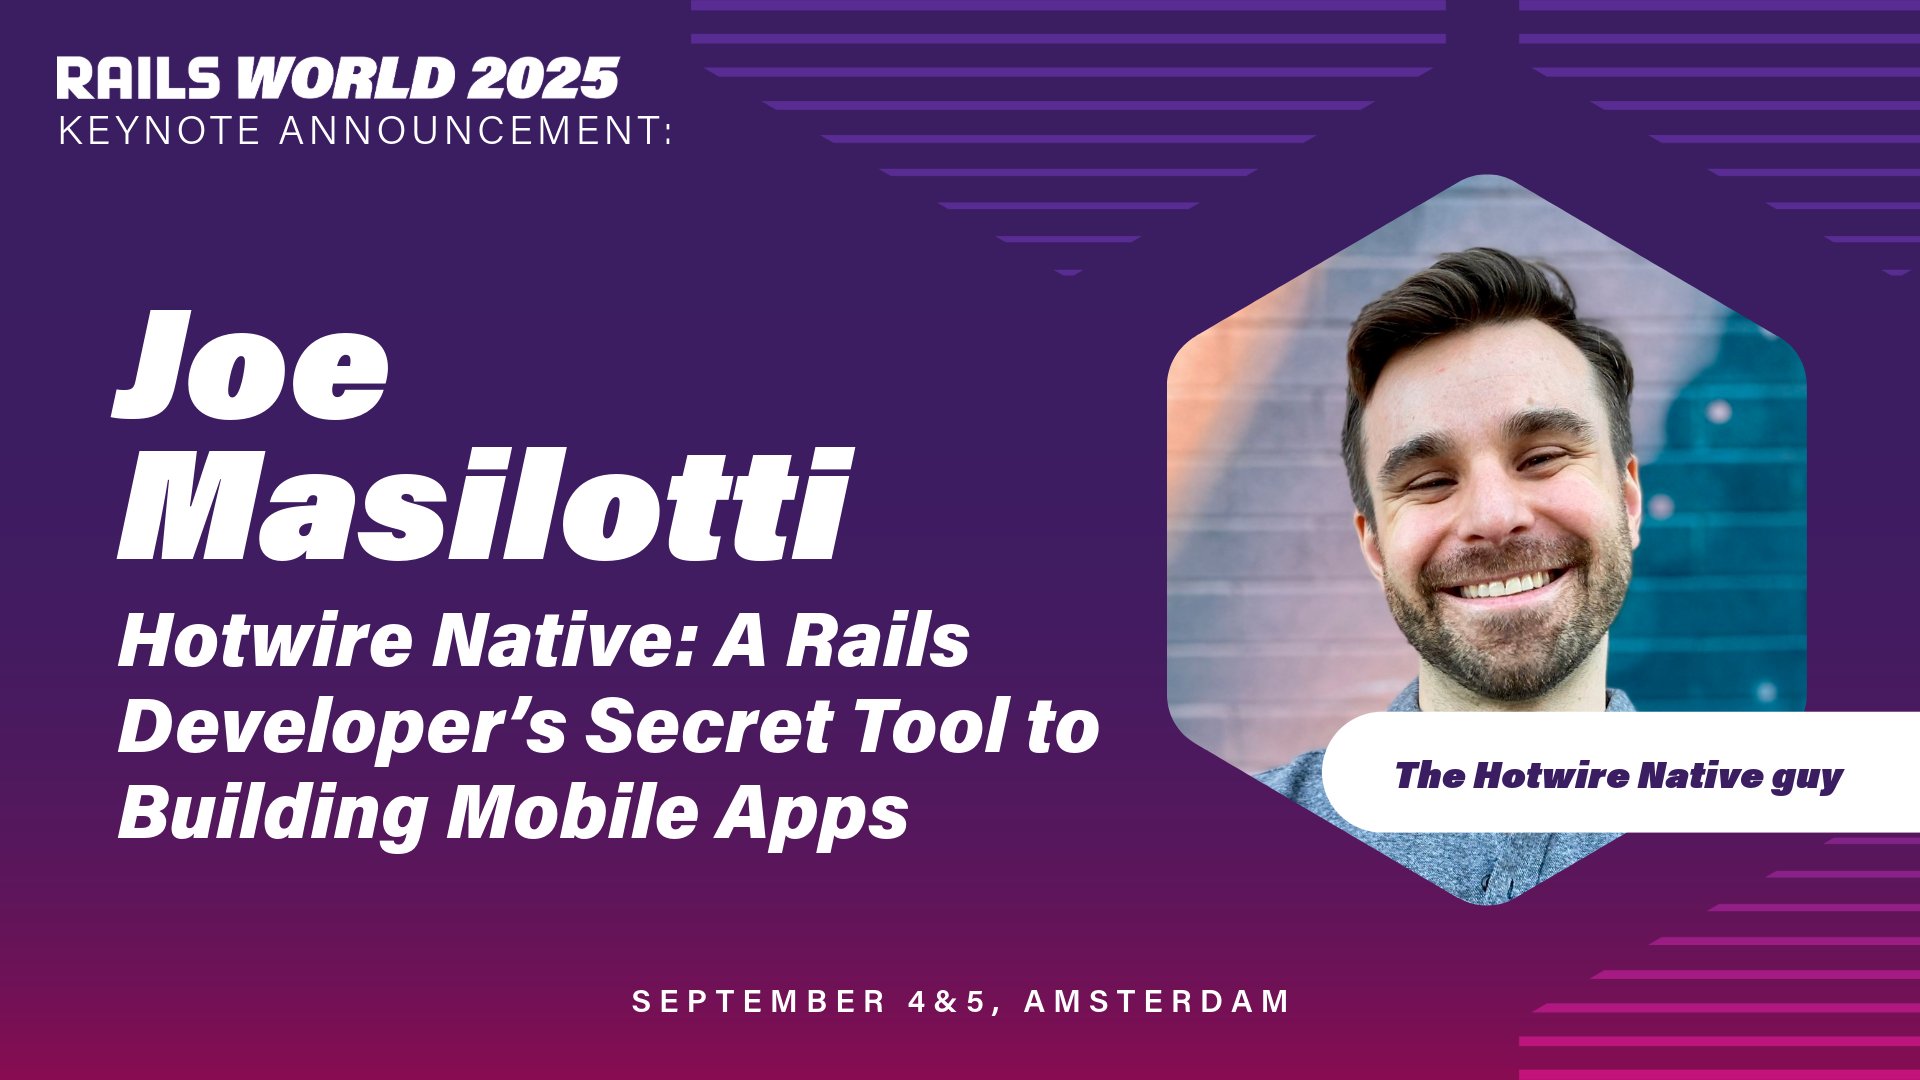 RAILS WORLD 2025
KEYNOTE ANNOUNCEMENT:
Joe
Masilotti
Hotwire Native: A Rails
Developer’s Secret Tool to
Building Mobile Apps
The Hotwire Native guy
SEPTEMBER 4&5, AMSTERDAM